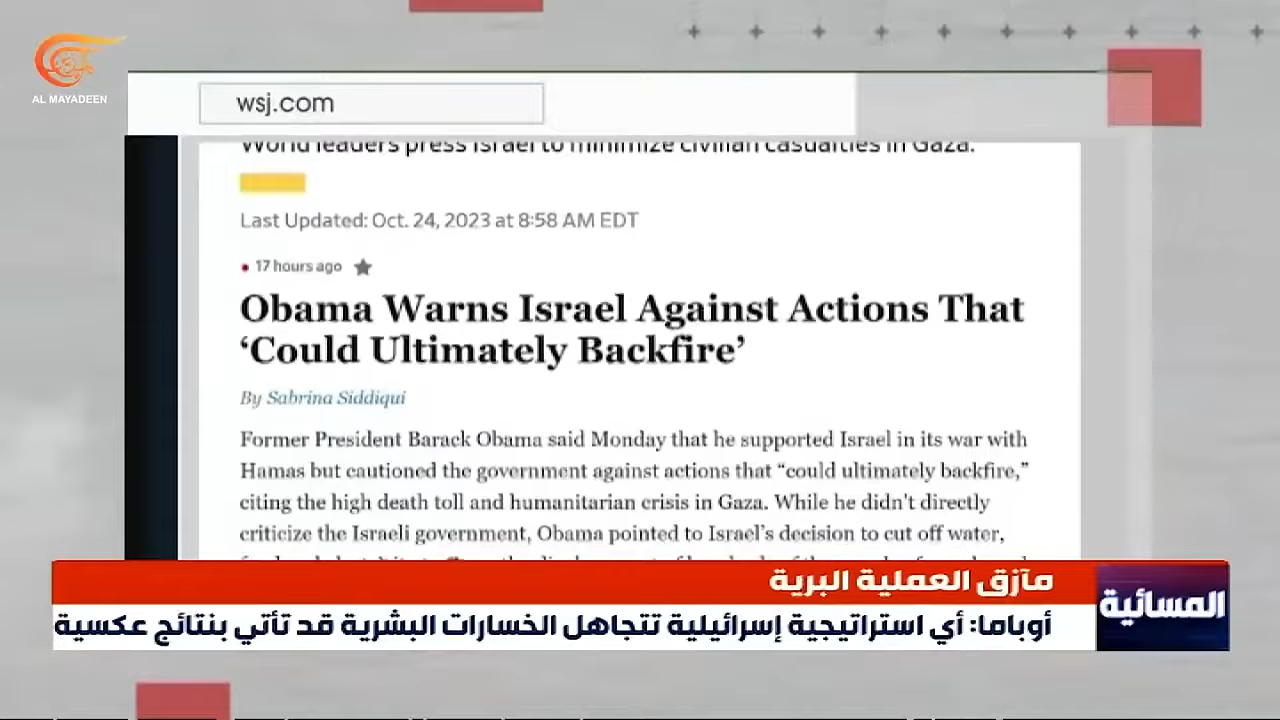 AL MAYADEEN
wsj.com
World leaders press Israel to minimize civilian casualties in Gaza.
Last Updated: Oct. 24, 2023 at 8:58 AM EDT
17 hours ago
Obama Warns Israel Against Actions That
‘Could Ultimately Backfire’
By Sabrina Siddiqui
Former President Barack Obama said Monday that he supported Israel in its war with
Hamas but cautioned the government against actions that “could ultimately backfire,”
citing the high death toll and humanitarian crisis in Gaza. While he didn't directly
criticize the Israeli government, Obama pointed to Israel’s decision to cut off water,
مآزق العملية البرية
المسائية
أوباما: أي استراتيجية إسرائيلية تتجاهل الخسارات البشرية قد تأتي بنتائج عكسية